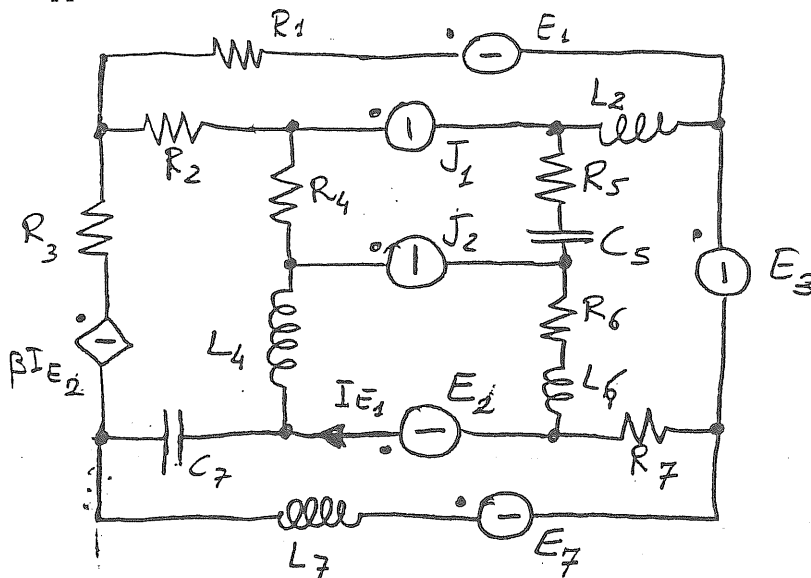 R1 E1
L2
R2 J1 R5
R4
R3 J2 C5 E3
R6
βIE2 L4
IE1 E2 L6
C7 R7
L7 E7